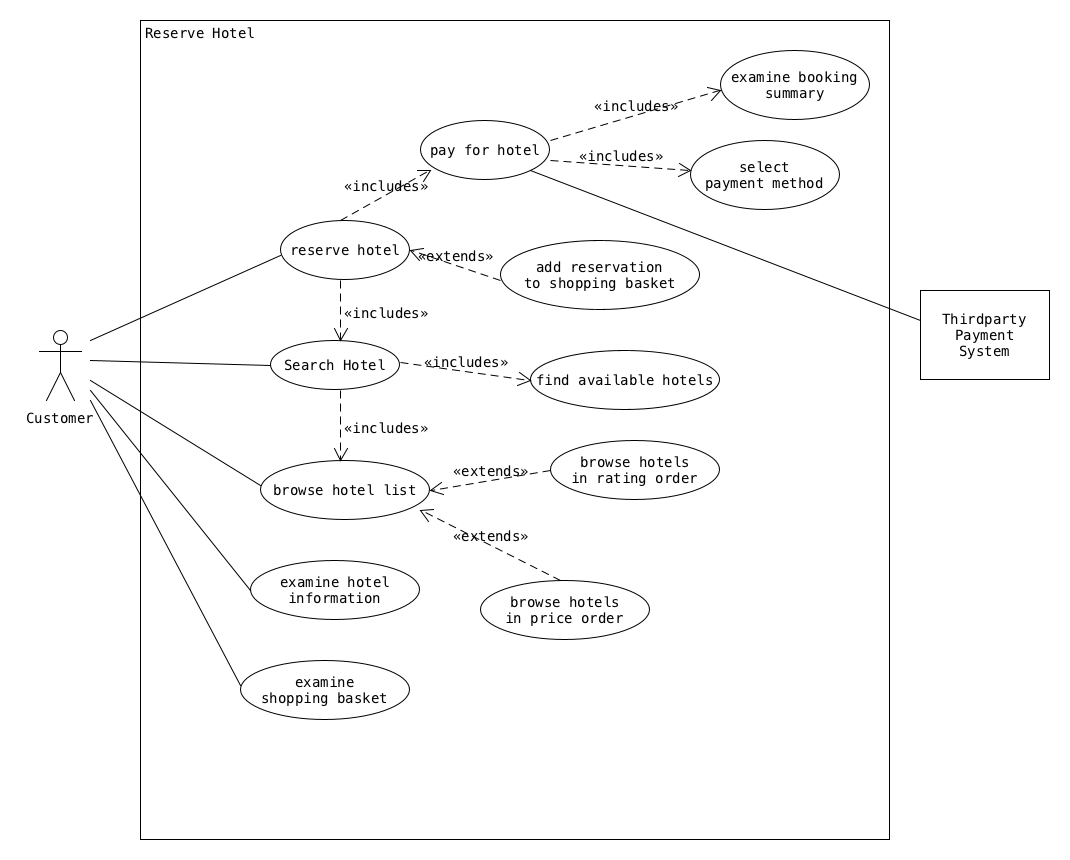 Reserve Hotel
examine booking
summary
«includes»
pay for hotel
«includes»
select
payment method
«includes»
reserve hotel
«extends»
add reservation
to shopping basket
Thirdparty
Payment
System
«includes»
Search Hotel
«includes»
find available hotels
Customer
«includes»
browse hotel list
«extends»
browse hotels
in rating order
«extends»
examine hotel
information
browse hotels
in price order
examine
shopping basket